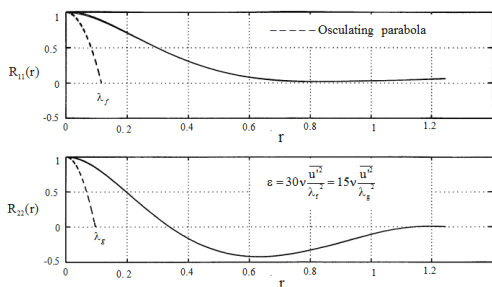 1
0.5
0
-0.5
R₁₁(r)
----- Osculating parabola
λf
0
0.2
0.4
0.6
0.8
1
1.2
r
1
0.5
0
-0.5
R₂₂(r)
ε = 30ν u'²/λf² = 15ν u'²/λg²
λg
0
0. 2
0.4
0.6
0.8
1
1.2
r